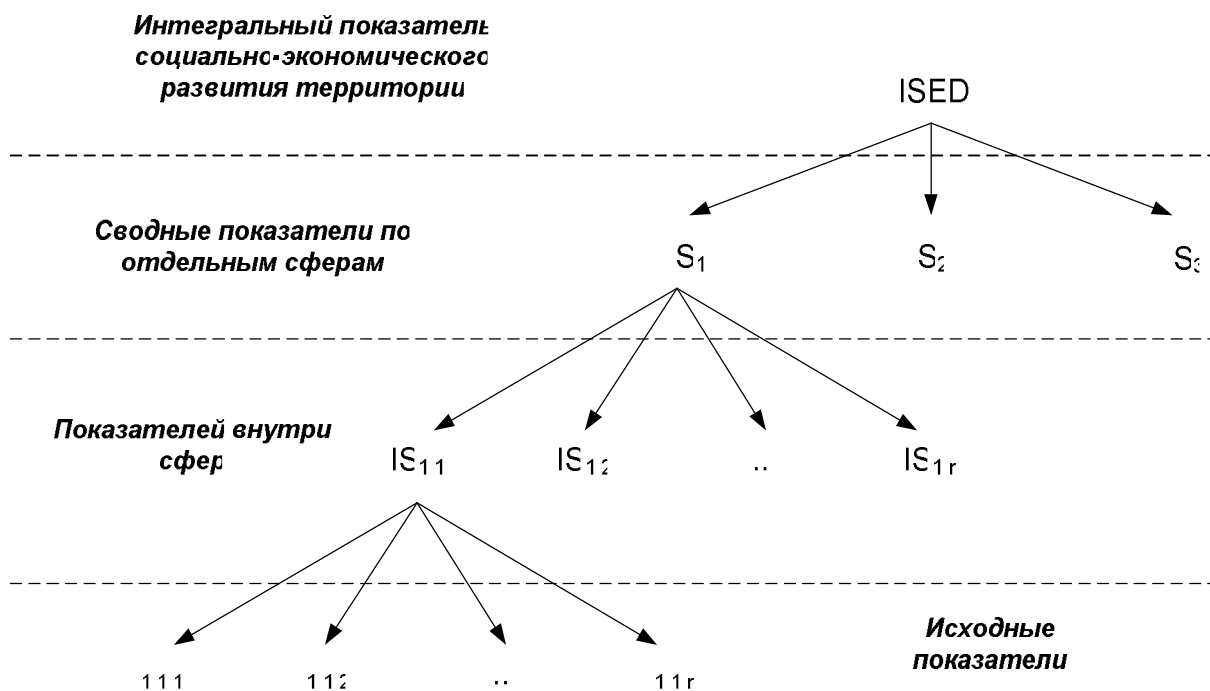 Интегральный показатель
социально-экономического
развития территории
ISED
Сводные показатели по
отдельным сферам
S₁ S₂ S₃
Показателей внутри
сфер
IS₁₁ IS₁₂ .. IS₁r
111 112 .. 11r
Исходные
показатели